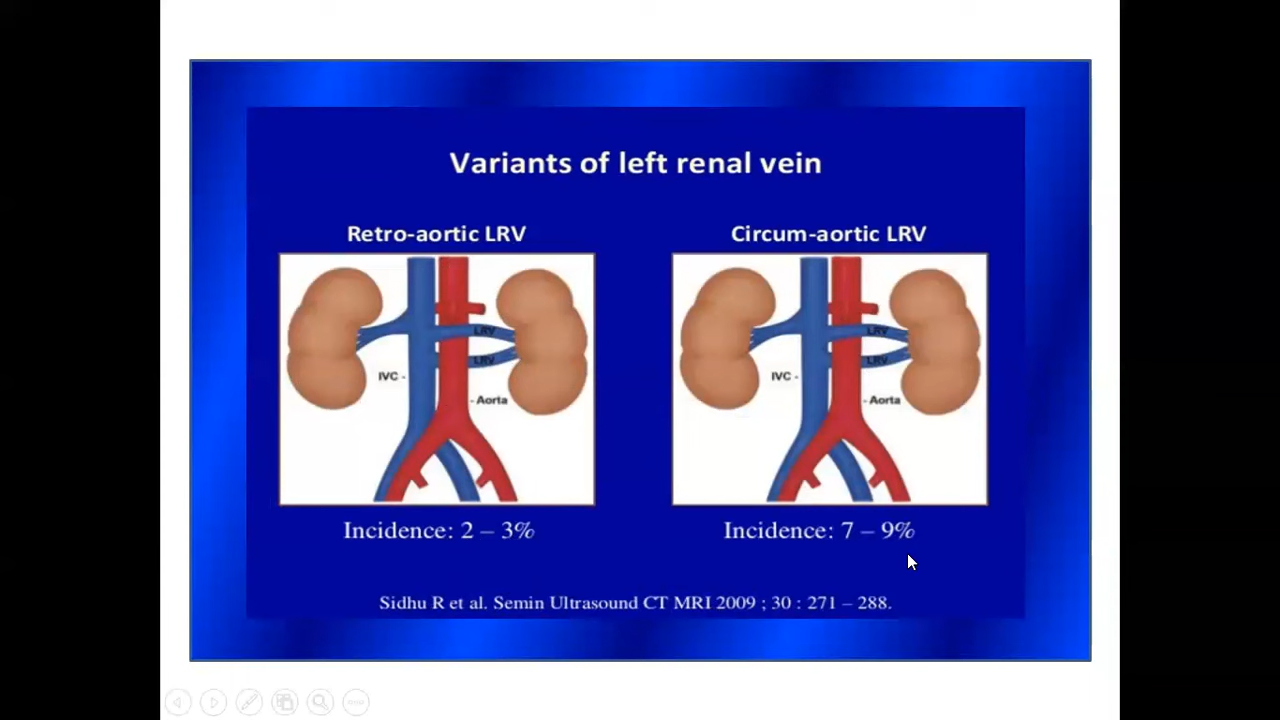 Variants of left renal vein
Retro-aortic LRV
LRV
LRV
IVC -
- Aorta
Incidence: 2 – 3%
Circum-aortic LRV
LRV
LRV
IVC -
- Aorta
Incidence: 7 – 9%
Sidhu R et al. Semin Ultrasound CT MRI 2009 ; 30 : 271 – 288.